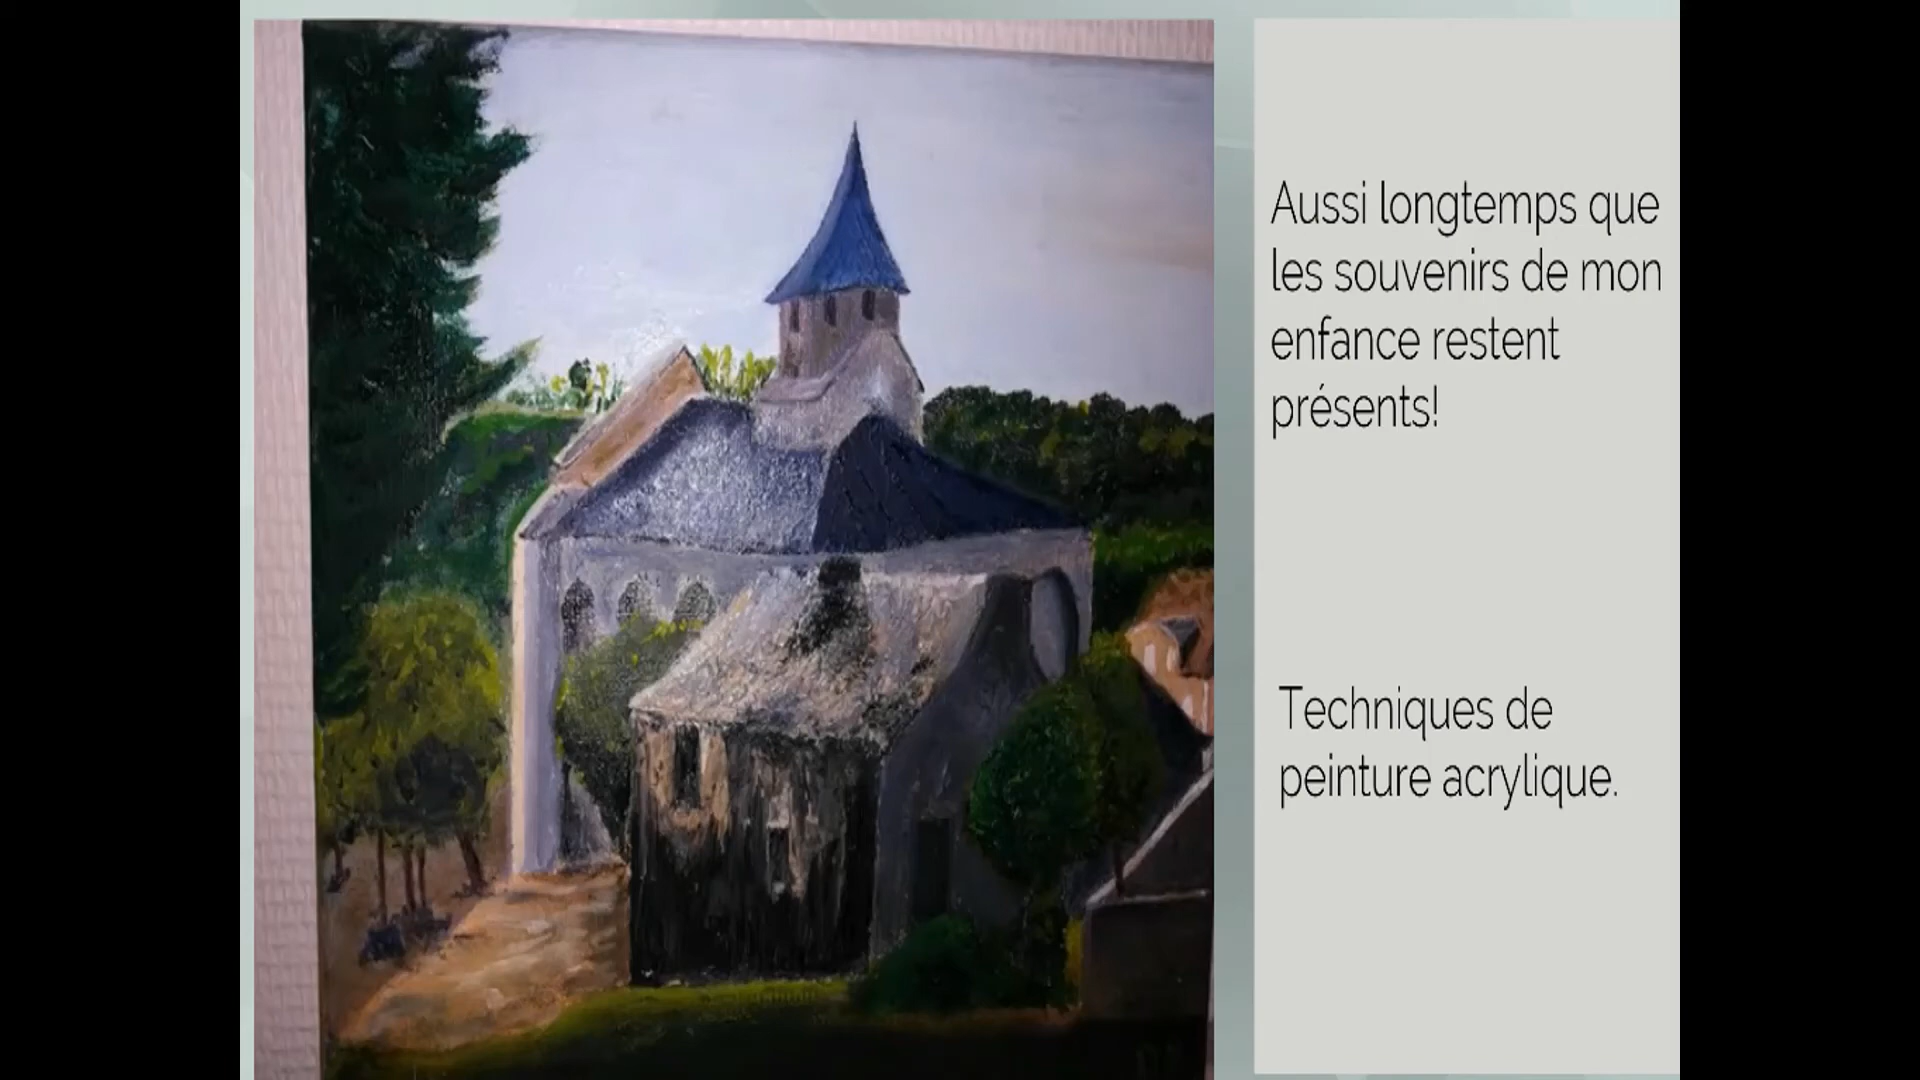 Aussi longtemps que
les souvenirs de mon
enfance restent
présents!
Techniques de
peinture acrylique.